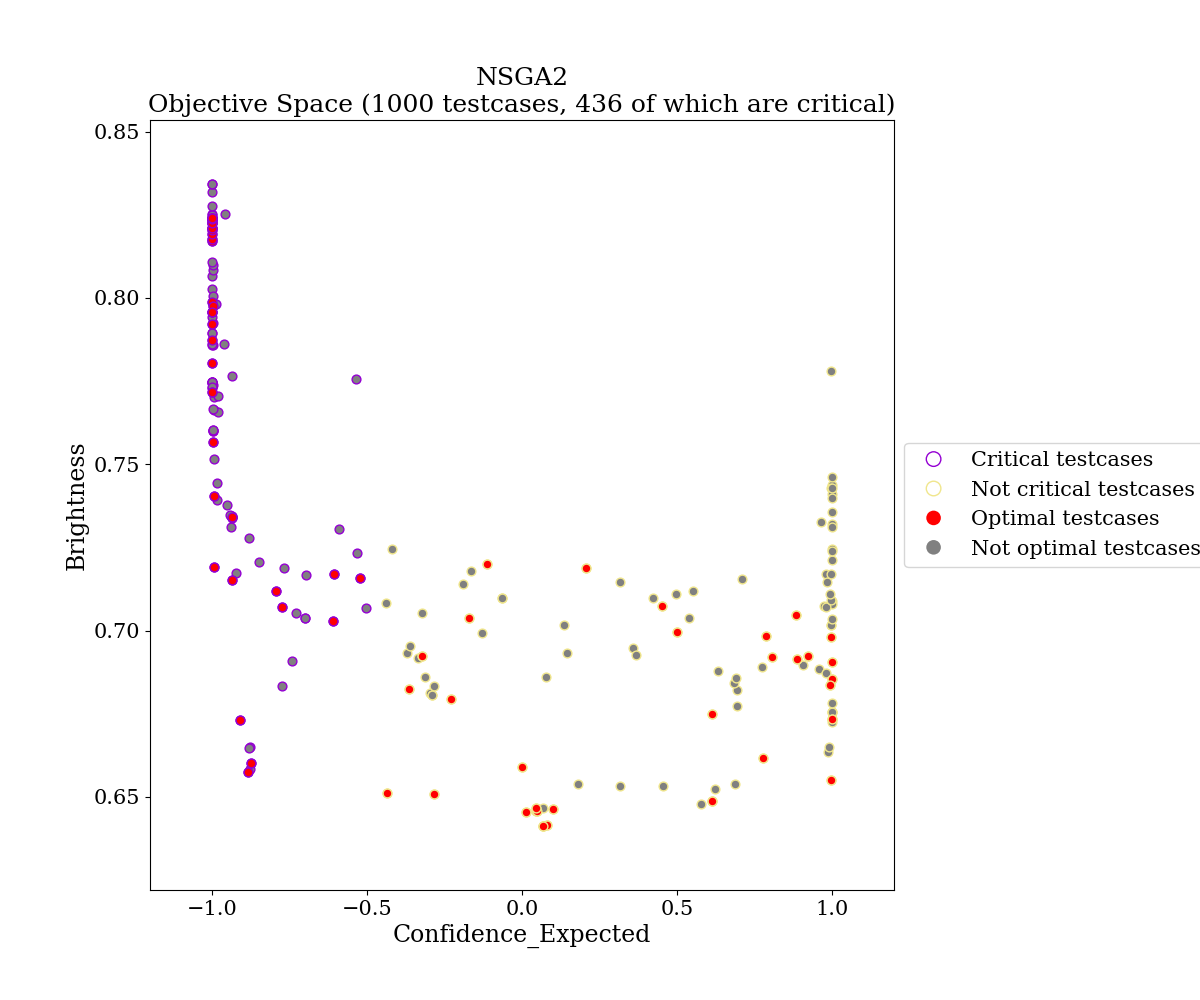 NSGA2
Objective Space (1000 testcases, 436 of which are critical)
0.85
0.80
0.75
0.70
0.65
Brightness
−1.0
−0.5
0.0
0.5
1.0
Confidence_Expected
Critical testcases
Not critical testcases
Optimal testcases
Not optimal testcases